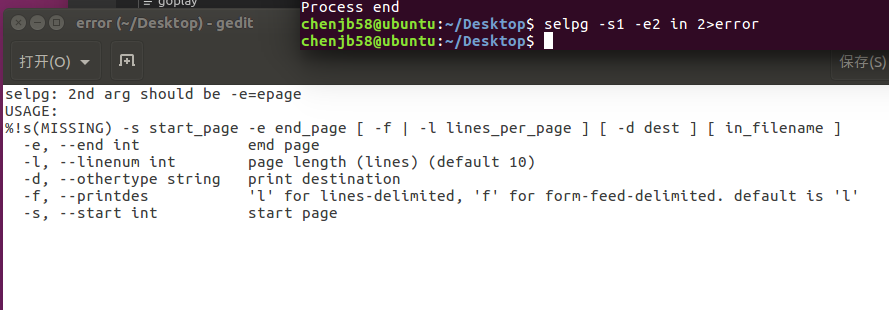 goplay
error (~/Desktop) - gedit
Process end
chenjb58@ubuntu:~/Desktop$ selpg -s1 -e2 in 2>error
chenjb58@ubuntu:~/Desktop$
打开(O)
保存(S)
selpg: 2nd arg should be -e=epage
USAGE:
%!s(MISSING) -s start_page -e end_page [ -f | -l lines_per_page ] [ -d dest ] [ in_filename ]
  -e, --end int            emd page
  -l, --linenum int        page length (lines) (default 10)
  -d, --othertype string   print destination
  -f, --printdes           'l' for lines-delimited, 'f' for form-feed-delimited. default is 'l'
  -s, --start int          start page